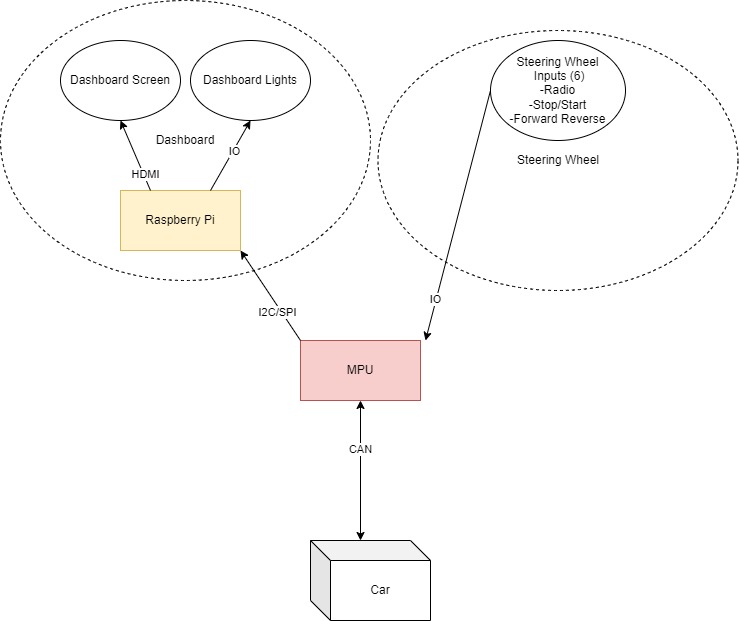 Dashboard Screen
Dashboard Lights
Dashboard
HDMI
IO
Raspberry Pi
Steering Wheel
Inputs (6)
-Radio
-Stop/Start
-Forward Reverse
Steering Wheel
I2C/SPI
IO
MPU
CAN
Car